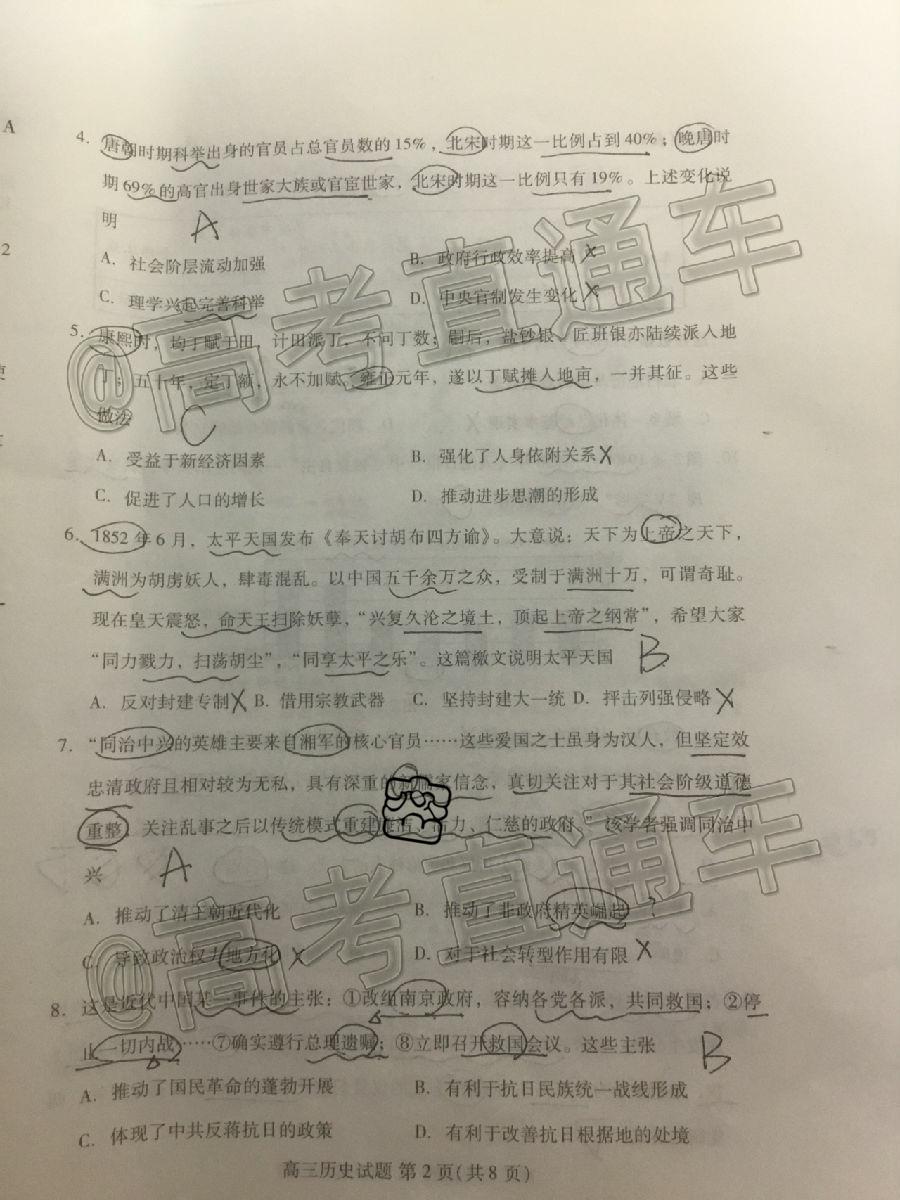 A
2
4. 唐朝时期科举出身的官员占总官员数的15%，北宋时期这一比例占到40%；晚唐时
期69%的高官出身世家大族或官宦世家，北宋时期这一比例只有19%。上述变化说
明 A
A. 社会阶层流动加强 B. 政府行政效率提高 X
C. 理学兴起完善科举 D. 中央官制发生变化 X
5. 康熙时，均丁赋于田，计田派丁，不问丁数；嗣后，盐钞银、匠班银亦陆续派入地
丁；五十年，定丁额，永不加赋，雍正元年，遂以丁赋摊入地亩，一并其征。这些
做法 C
A. 受益于新经济因素 B. 强化了人身依附关系 X
C. 促进了人口的增长 D. 推动进步思潮的形成
6. 1852年6月，太平天国发布《奉天讨胡布四方谕》。大意说：天下为上帝之天下，
满洲为胡虏妖人，肆毒混乱。以中国五千余万之众，受制于满洲十万，可谓奇耻。
现在皇天震怒，命天王扫除妖孽，“兴复久沦之境土，顶起上帝之纲常”，希望大家
“同力戮力，扫荡胡尘”，“同享太平之乐”。这篇檄文说明太平天国 B
A. 反对封建专制 X B. 借用宗教武器 C. 坚持封建大一统 D. 抨击列强侵略 X
7. “同治中兴的英雄主要来自湘军的核心官员……这些爱国之士虽身为汉人，但坚定效
忠清政府且相对较为无私，具有深重的新儒家信念，真切关注对于其社会阶级道德
重整，关注乱事之后以传统模式重建廉洁、活力、仁慈的政府。”该学者强调同治中
兴 A
A. 推动了清王朝近代化 B. 推动了非政府精英崛起 ?
C. 导致政治权力地方化 X D. 对于社会转型作用有限 X
8. 这是近代中国某一事件的主张：①改组南京政府，容纳各党各派，共同救国；②停
止一切内战……⑦确实遵行总理遗嘱；⑧立即召开救国会议。这些主张 B
A. 推动了国民革命的蓬勃开展 B. 有利于抗日民族统一战线形成
C. 体现了中共反蒋抗日的政策 D. 有利于改善抗日根据地的处境
高三历史试题 第2页(共8页)
@高考直通车
@高考直通车